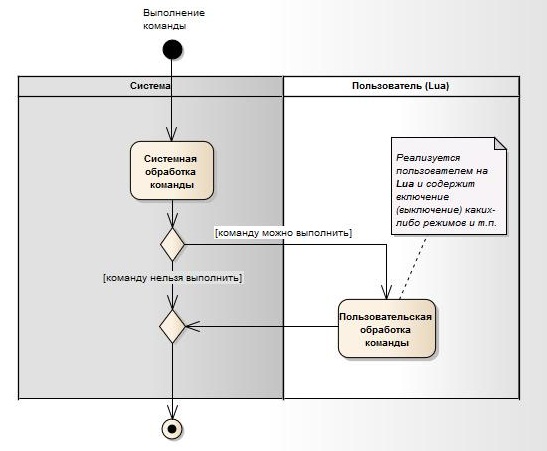 Выполнение
команды
Система
Пользователь (Lua)
Системная
обработка
команды
Реализуется
пользователем на
Lua и содержит
включение
(выключение) каких-
либо режимов и т.п.
[команду можно выполнить]
[команду нельзя выполнить]
Пользовательская
обработка
команды